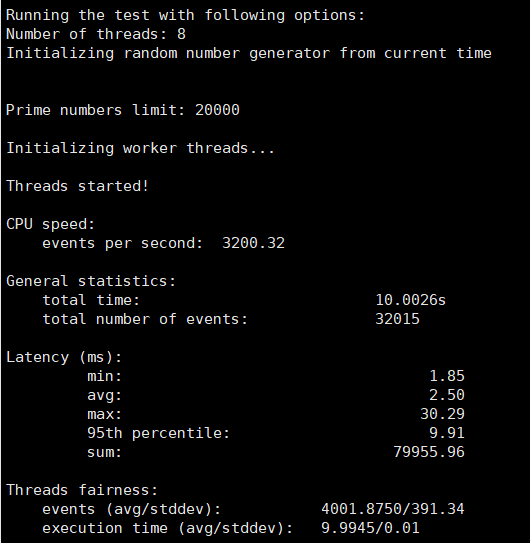 Running the test with following options:
Number of threads: 8
Initializing random number generator from current time
Prime numbers limit: 20000
Initializing worker threads...
Threads started!
CPU speed:
events per second: 3200.32
General statistics:
total time: 10.0026s
total number of events: 32015
Latency (ms):
min: 1.85
avg: 2.50
max: 30.29
95th percentile: 9.91
sum: 79955.96
Threads fairness:
events (avg/stddev): 4001.8750/391.34
execution time (avg/stddev): 9.9945/0.01